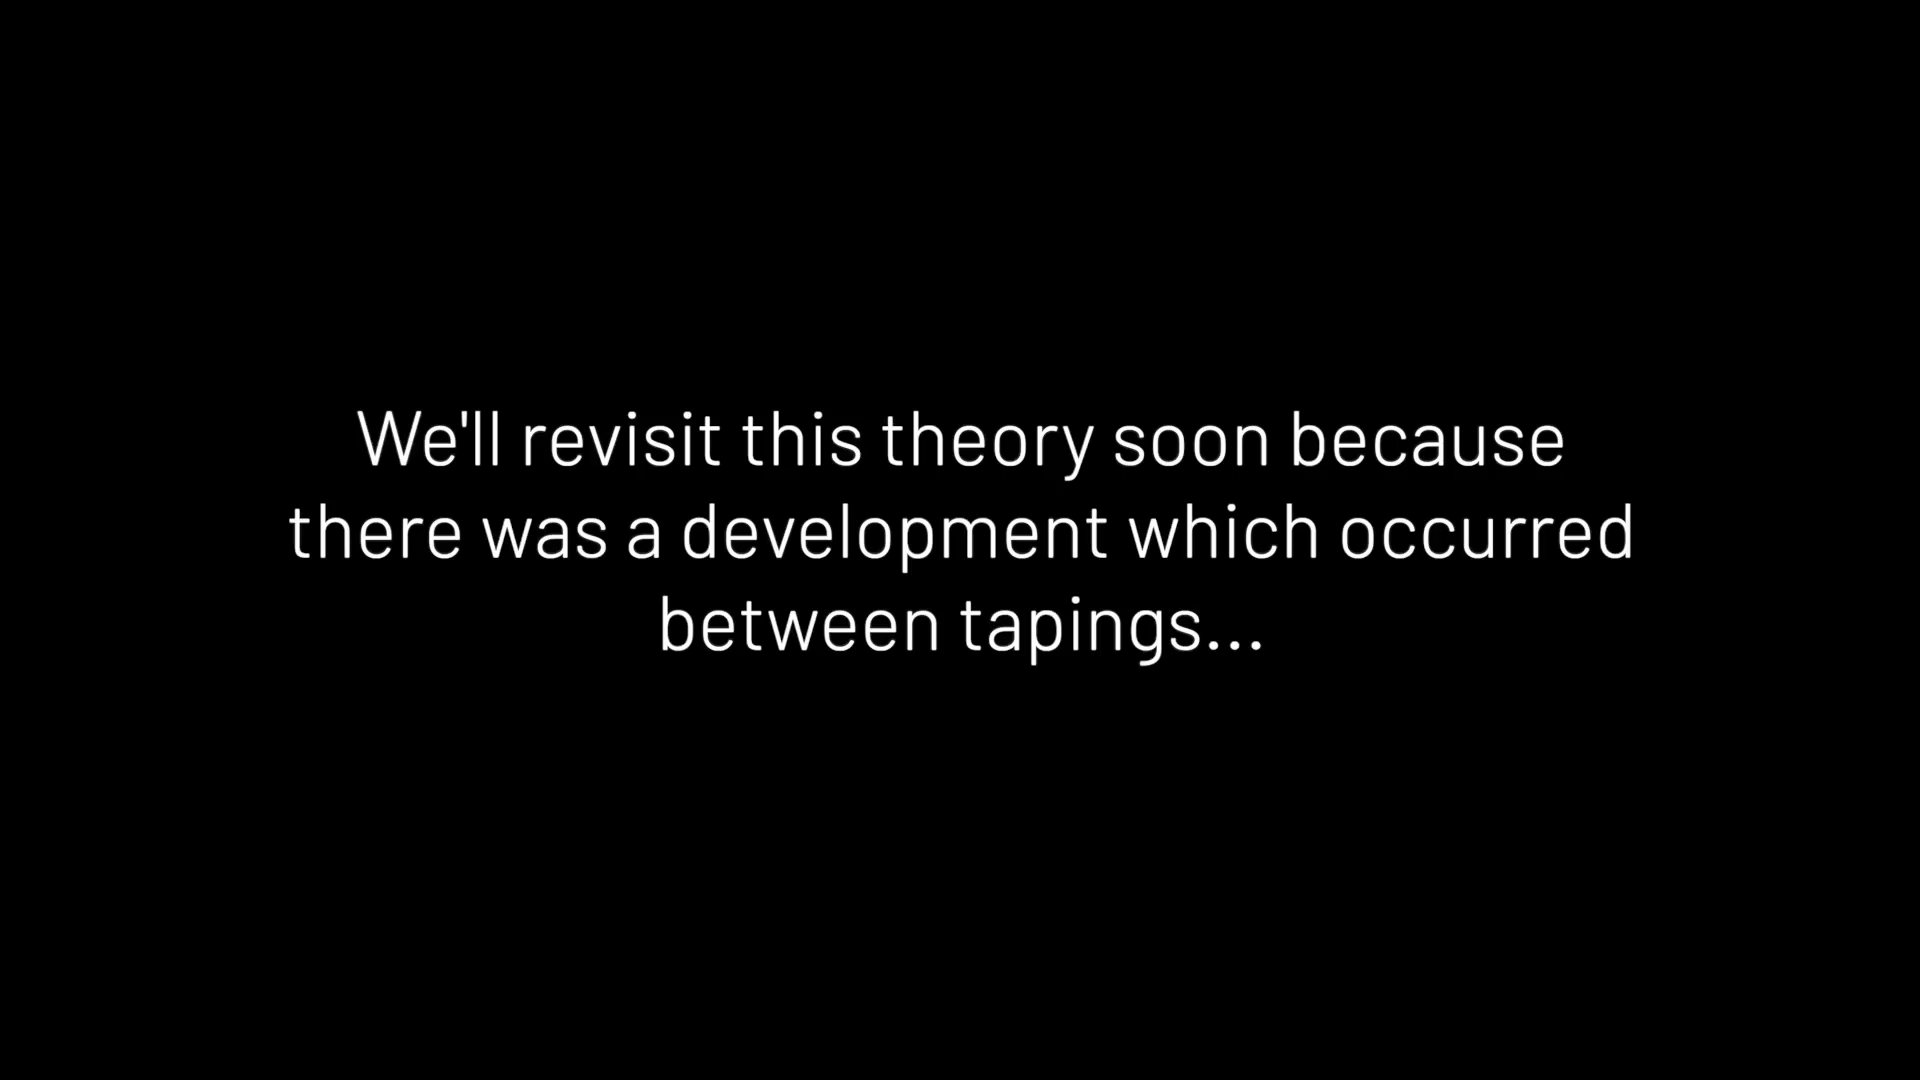 We'll revisit this theory soon because
there was a development which occurred
between tapings...